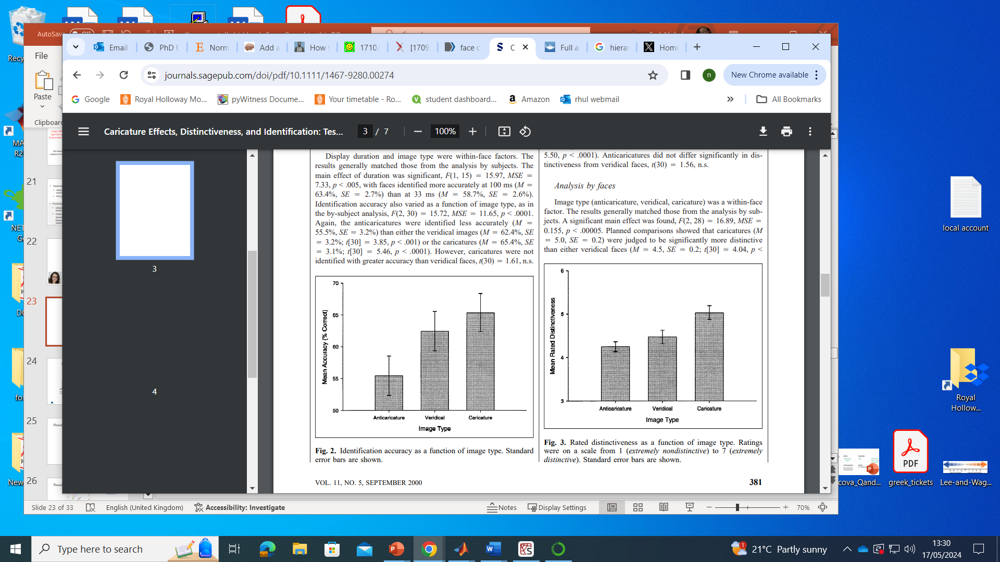 Recy
AutoSave Off
File
Paste
Clipboard
Email
PhD U
Norm
Add a
How t
1710.
[1709
face c
C
Full a
hierar
Home
journals.sagepub.com/doi/pdf/10.1111/1467-9280.00274
n
New Chrome available
Google
Royal Holloway Mo...
pyWitness Docume...
Your timetable - Ro...
student dashboard...
Amazon
rhul webmail
All Bookmarks
Caricature Effects, Distinctiveness, and Identification: Tes...
3 / 7
100%
3
4
21
22
23
24
25
26
Display duration and image type were within-face factors. The
results generally matched those from the analysis by subjects. The
main effect of duration was significant, F(1, 15) = 15.97, MSE =
7.33, p < .005, with faces identified more accurately at 100 ms (M =
63.4%, SE = 2.7%) than at 33 ms (M = 58.7%, SE = 2.6%).
Identification accuracy also varied as a function of image type, as in
the by-subject analysis, F(2, 30) = 15.72, MSE = 11.65, p < .0001.
Again, the anticaricatures were identified less accurately (M =
55.5%, SE = 3.2%) than either the veridical images (M = 62.4%, SE
= 3.2%; t[30] = 3.85, p < .001) or the caricatures (M = 65.4%, SE
= 3.1%; t[30] = 5.46, p < .0001). However, caricatures were not
identified with greater accuracy than veridical faces, t(30) = 1.61, n.s.
70
65
60
55
50
Mean Accuracy (% Correct)
Anticaricature Veridical Caricature
Image Type
Fig. 2. Identification accuracy as a function of image type. Standard
error bars are shown.
VOL. 11, NO. 5, SEPTEMBER 2000
5.50, p < .0001). Anticaricatures did not differ significantly in dis-
tinctiveness from veridical faces, t(30) = 1.56, n.s.
Analysis by faces
Image type (anticaricature, veridical, caricature) was a within-face
factor. The results generally matched those from the analysis by sub-
jects. A significant main effect was found, F(2, 28) = 16.89, MSE =
0.155, p < .00005. Planned comparisons showed that caricatures (M
= 5.0, SE = 0.2) were judged to be significantly more distinctive
than either veridical faces (M = 4.5, SE = 0.2; t[30] = 4.04, p <
6
5
4
3
Mean Rated Distinctiveness
Anticaricature Veridical Caricature
Image Type
Fig. 3. Rated distinctiveness as a function of image type. Ratings
were on a scale from 1 (extremely nondistinctive) to 7 (extremely
distinctive). Standard error bars are shown.
381
MA
R2
NET
fo
New
local account
Royal
Hollow...
PDF
cova_Qand...
greek_tickets
Lee-and-Wag...
Slide 23 of 33
English (United Kingdom)
Accessibility: Investigate
Notes
Display Settings
70%
Type here to search
21°C Partly sunny
13:30
17/05/2024